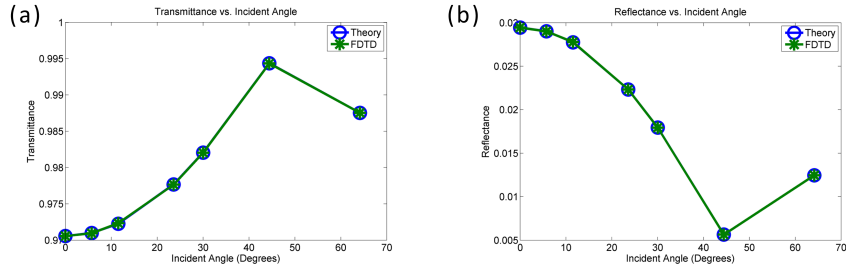 (a)
Transmittance vs. Incident Angle
1
0.995
0.99
0.985
0.98
0.975
0.97
Transmittance
0 10 20 30 40 50 60 70
Incident Angle (Degrees)
Theory
FDTD
(b)
Reflectance vs. Incident Angle
0.03
0.025
0.02
0.015
0.01
0.005
Reflectance
0 10 20 30 40 50 60 70
Incident Angle (Degrees)
Theory
FDTD